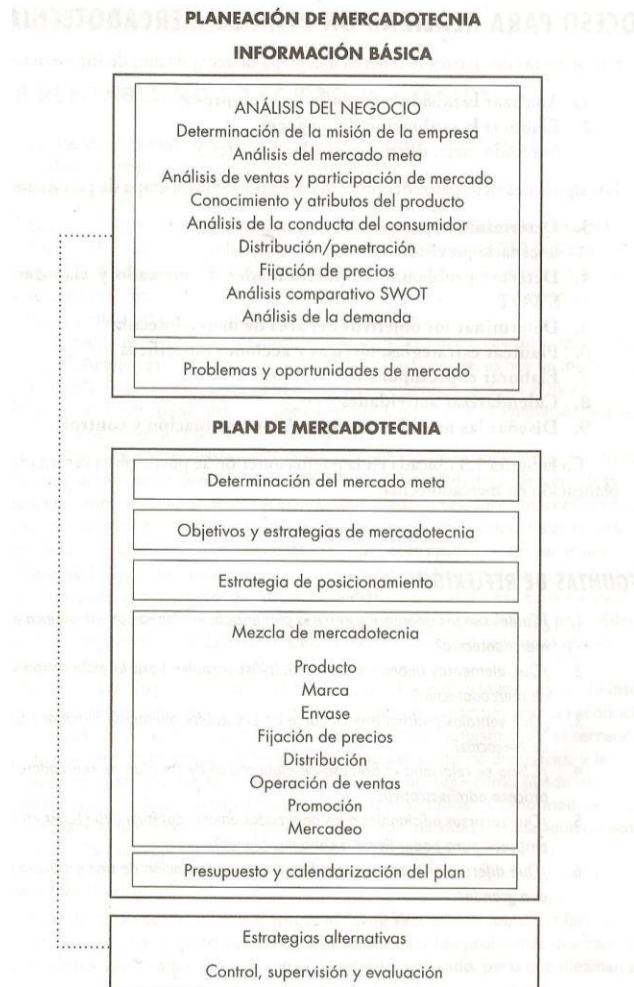 PLANEACIÓN DE MERCADOTECNIA
INFORMACIÓN BÁSICA
ANÁLISIS DEL NEGOCIO
Determinación de la misión de la empresa
Análisis del mercado meta
Análisis de ventas y participación de mercado
Conocimiento y atributos del producto
Análisis de la conducta del consumidor
Distribución/penetración
Fijación de precios
Análisis comparativo SWOT
Análisis de la demanda
Problemas y oportunidades de mercado
PLAN DE MERCADOTECNIA
Determinación del mercado meta
Objetivos y estrategias de mercadotecnia
Estrategia de posicionamiento
Mezcla de mercadotecnia
Producto
Marca
Envase
Fijación de precios
Distribución
Operación de ventas
Promoción
Mercadeo
Presupuesto y calendarización del plan
Estrategias alternativas
Control, supervisión y evaluación